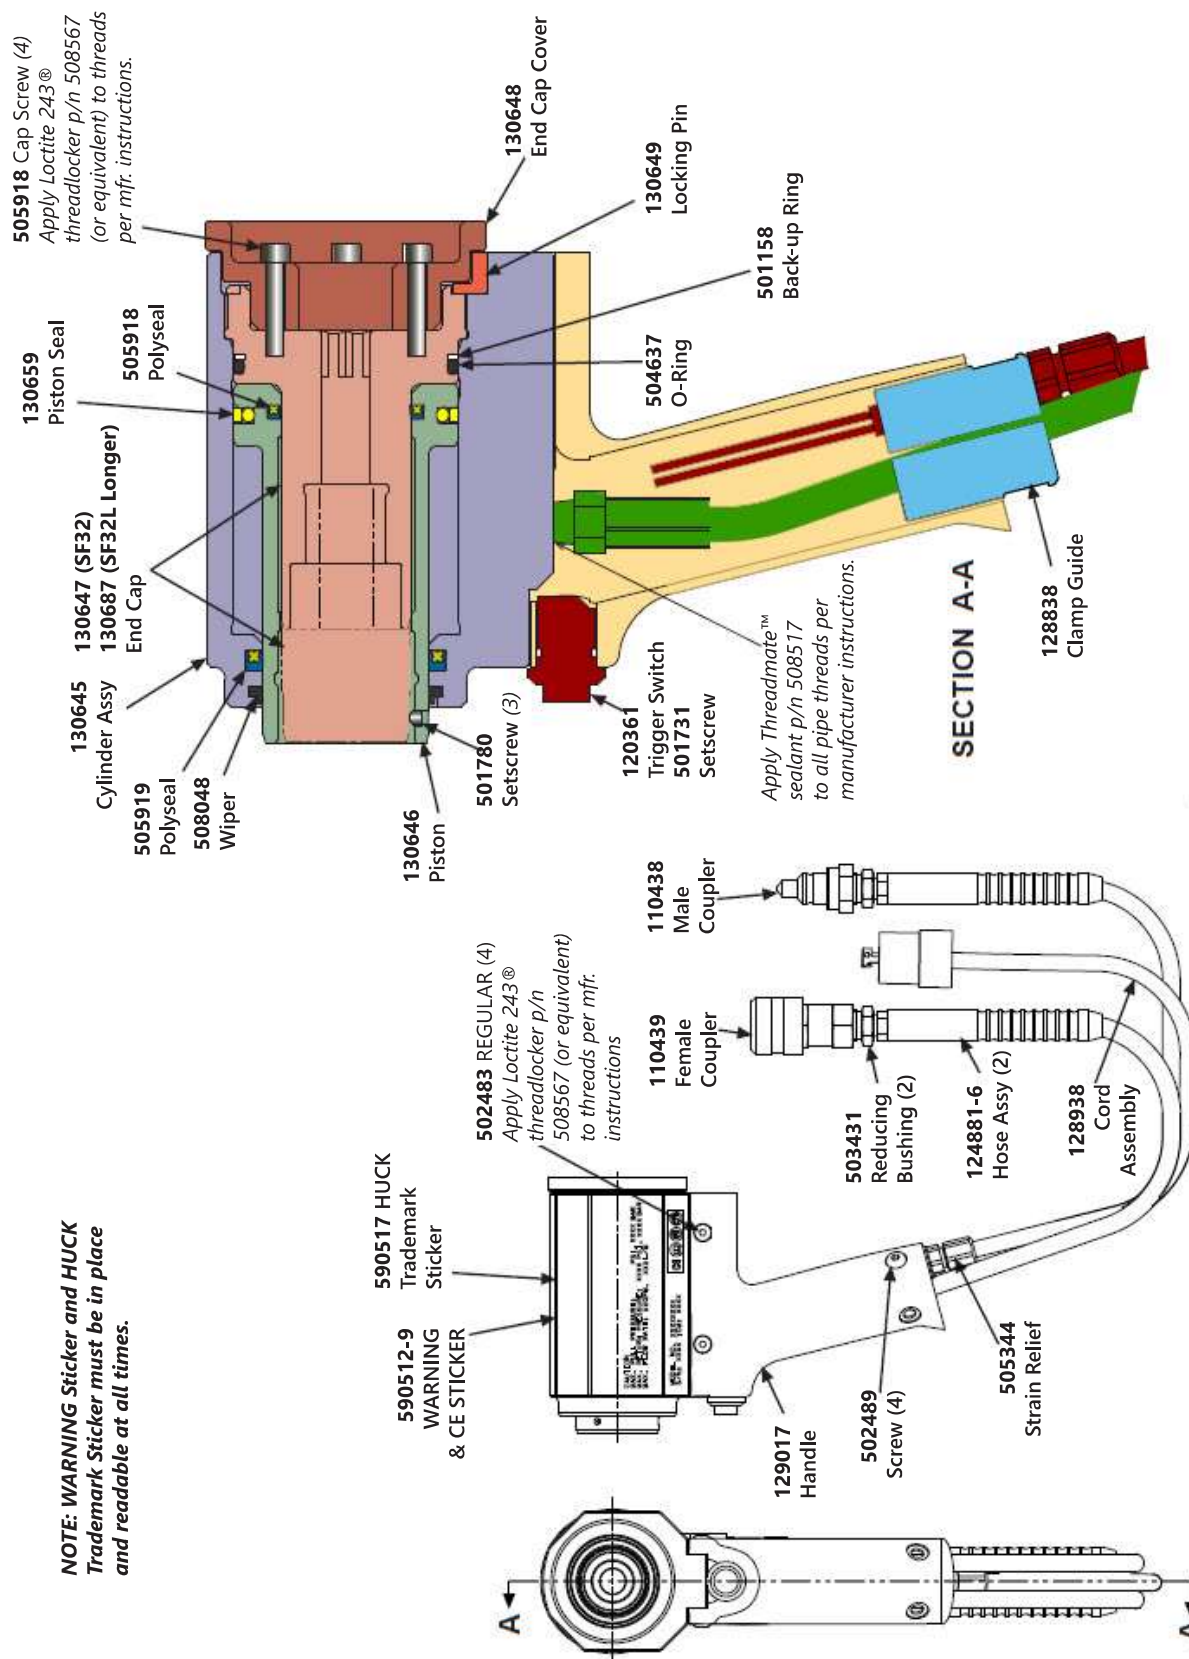 NOTE: WARNING Sticker and HUCK
Trademark Sticker must be in place
and readable at all times.
505918 Cap Screw (4)
Apply Loctite 243®
threadlocker p/n 508567
(or equivalent) to threads
per mfr. instructions.
130659
Piston Seal
505918
Polyseal
130647 (SF32)
130687 (SF32L Longer)
End Cap
130645
Cylinder Assy
505919
Polyseal
508048
Wiper
130646
Piston
501780
Setscrew (3)
130648
End Cap Cover
130649
Locking Pin
501158
Back-up Ring
504637
O-Ring
120361
Trigger Switch
501731
Setscrew
Apply Threadmate™
sealant p/n 508517
to all pipe threads per
manufacturer instructions.
128838
Clamp Guide
SECTION A-A
590517 HUCK
Trademark
Sticker
590512-9
WARNING
& CE STICKER
502483 REGULAR (4)
Apply Loctite 243®
threadlocker p/n
508567 (or equivalent)
to threads per mfr.
instructions
110439
Female
Coupler
110438
Male
Coupler
503431
Reducing
Bushing (2)
124881-6
Hose Assy (2)
128938
Cord
Assembly
129017
Handle
502489
Screw (4)
505344
Strain Relief
A
A